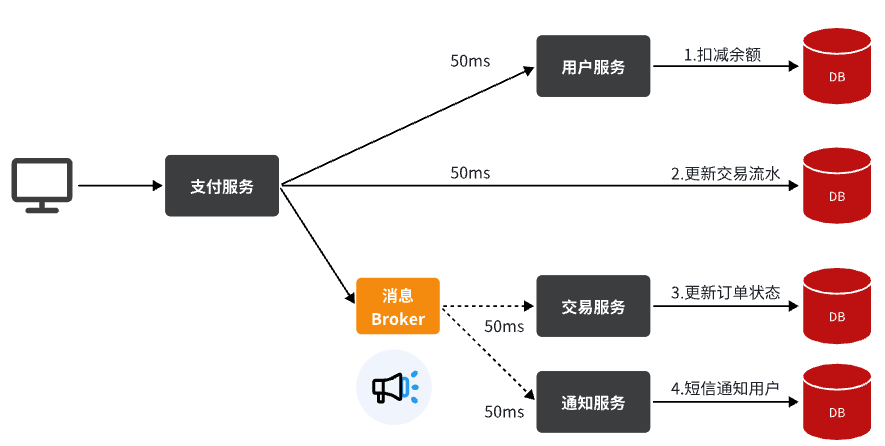 50ms
用户服务
1.扣减余额
DB
支付服务
50ms
2.更新交易流水
DB
消息
Broker
50ms
交易服务
3.更新订单状态
DB
50ms
通知服务
4.短信通知用户
DB